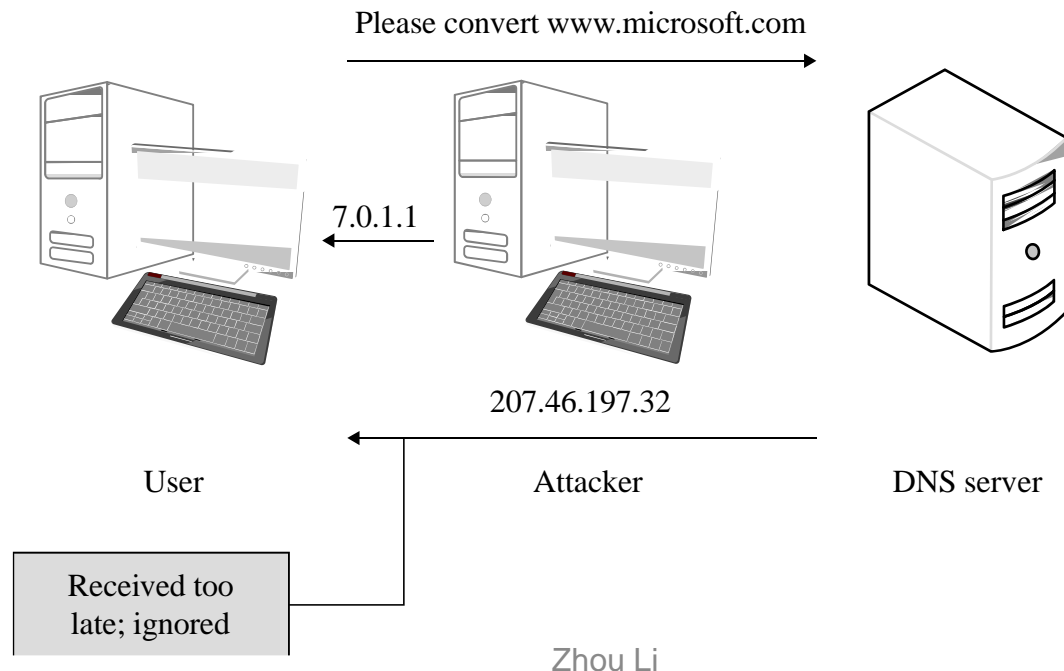 Please convert www.microsoft.com
7.0.1.1
207.46.197.32
User
Attacker
DNS server
Received too
late; ignored
Zhou Li